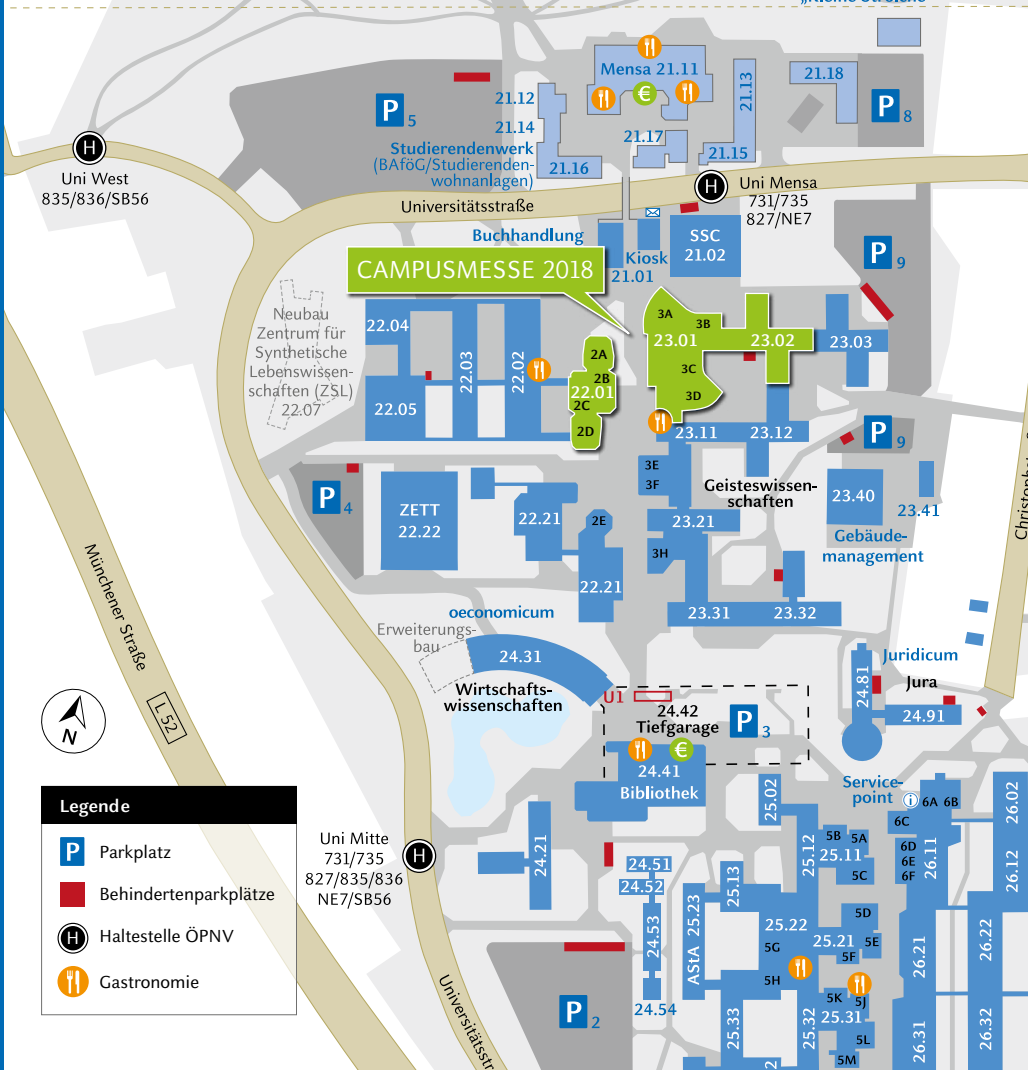 Mensa 21.11
21.12
21.13
21.18
P 5
P 8
21.14
Studierendenwerk
(BAföG/Studierenden-
wohnanlagen)
21.16
21.17
21.15
H
Uni West
835/836/SB56
Universitätsstraße
H
Uni Mensa
731/735
827/NE7
Buchhandlung
Kiosk
21.01
SSC
21.02
P 9
CAMPUSMESSE 2018
Neubau
Zentrum für
Synthetische
Lebenswissen-
schaften (ZSL)
22.07
22.04
22.03
22.02
22.05
2A
2B
22.01
2C
2D
3A
3B
23.01
23.02
23.03
3C
3D
23.11
23.12
P 9
3E
3F
Geisteswissen-
schaften
23.40
23.41
Gebäude-
management
P 4
ZETT
22.22
22.21
2E
22.21
23.21
3H
23.31
23.32
Münchener Straße
L 52
oeconomicum
Erweiterungs-
bau
24.31
Wirtschafts-
wissenschaften
U1
24.42
Tiefgarage
P 3
24.41
Bibliothek
Juridicum
Jura
24.81
24.91
N
Service-
point
i
6A
6B
6C
6D
6E
6F
26.11
26.02
26.12
25.02
25.12
5B
5A
25.11
5C
Legende
P Parkplatz
Behindertenparkplätze
H Haltestelle ÖPNV
Gastronomie
Uni Mitte
731/735
827/835/836
NE7/SB56
H
24.21
24.51
24.52
24.53
24.54
P 2
25.13
25.23
AStA
25.22
5G
5H
25.21
5D
5E
5F
5K
5J
25.31
5L
5M
25.33
25.32
26.21
26.22
26.31
26.32
Universitätsstr